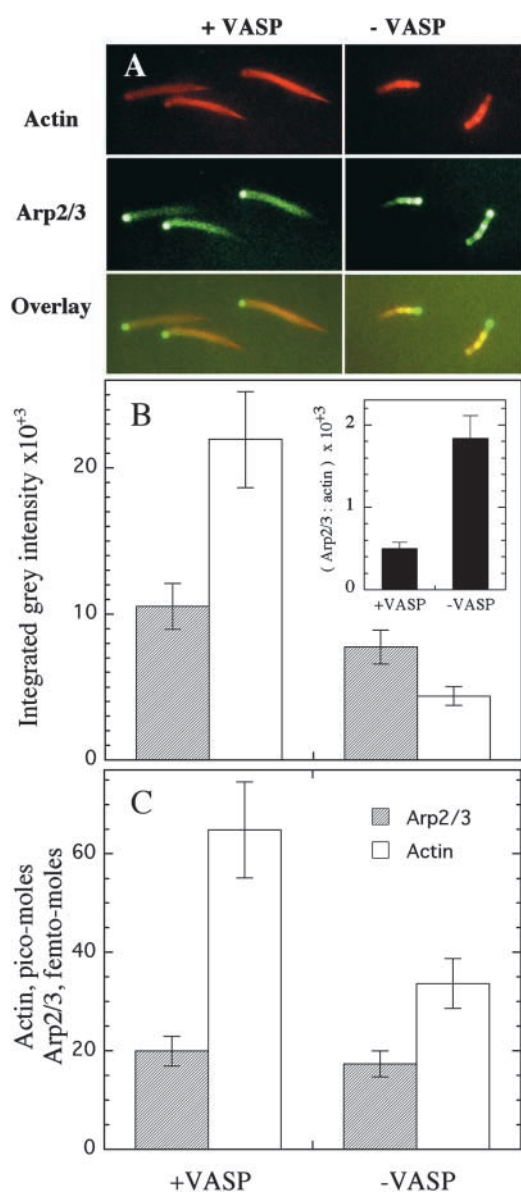 + VASP - VASP
A
Actin
Arp2/3
Overlay
B
Integrated grey intensity x10+3
22
10
0
( Arp2/3 : actin ) x 10+3
2
1
0
+VASP -VASP
C
Actin, pico-moles
Arp2/3, femto-moles
Arp2/3
Actin
60
40
20
0
+VASP -VASP